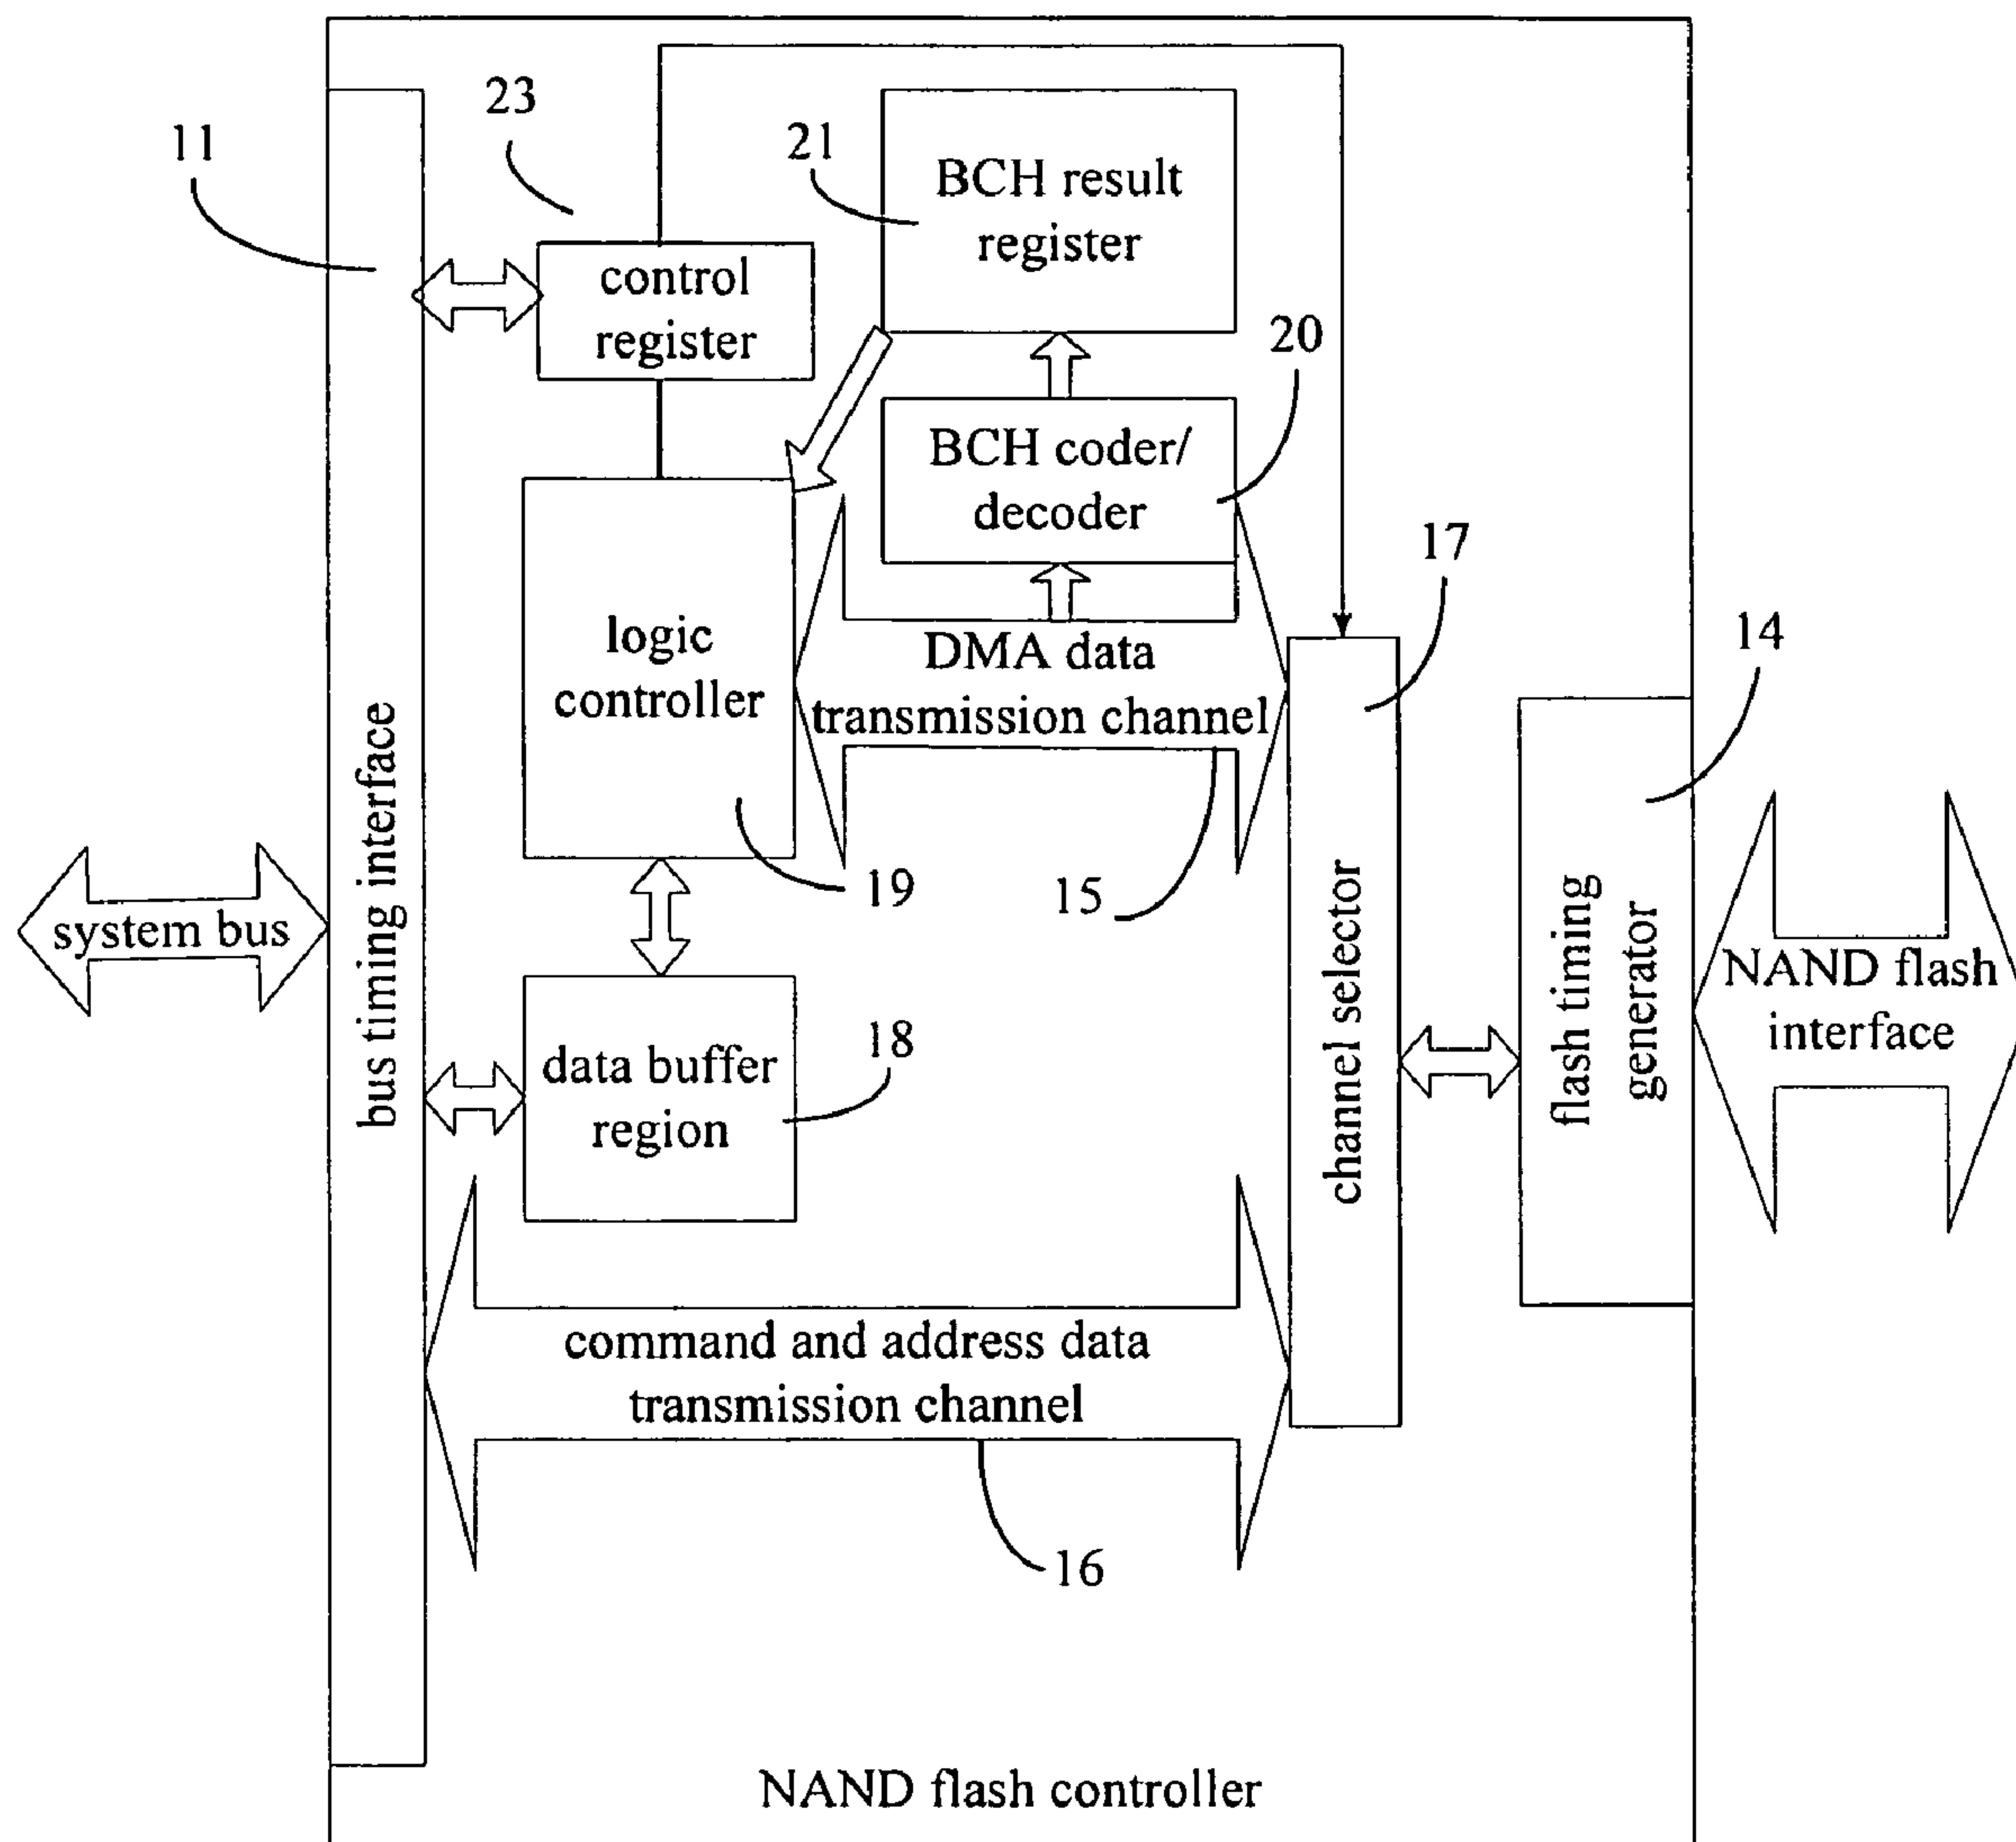 23
11
21
BCH result
register
control
register
20
BCH coder/
decoder
17
14
logic
controller
DMA data
transmission channel
19
15
bus timing interface
system bus
channel selector
flash timing
generator
NAND flash
interface
18
data buffer
region
command and address data
transmission channel
16
NAND flash controller